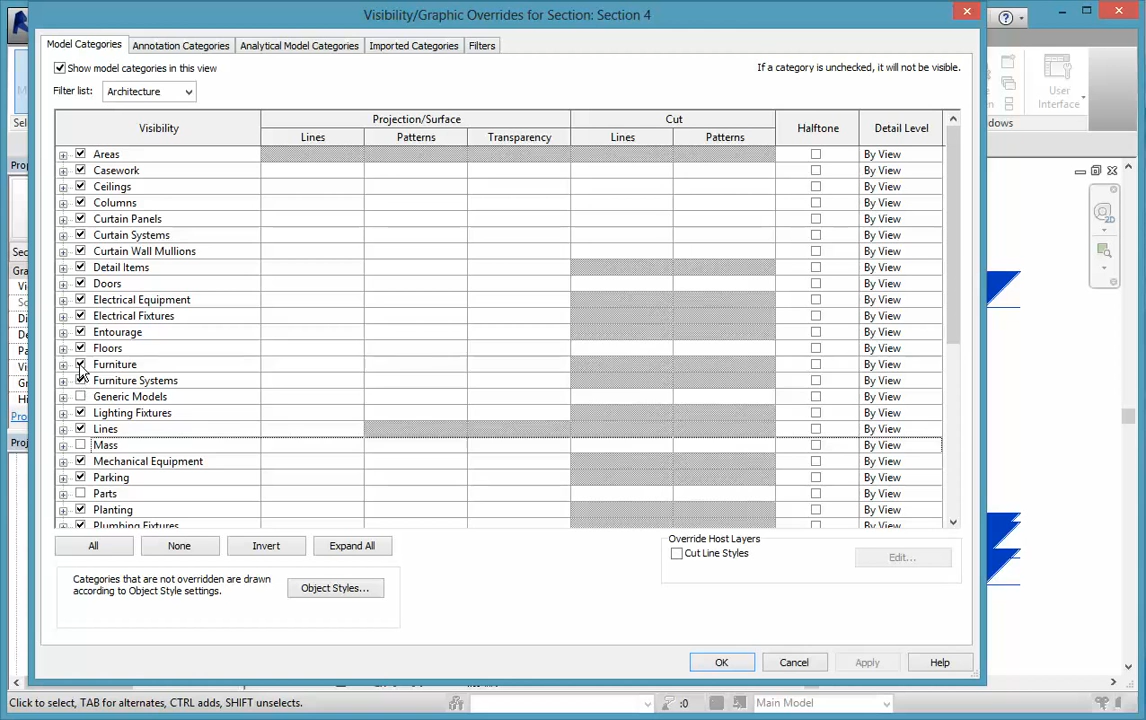 Visibility/Graphic Overrides for Section: Section 4
Model Categories
Annotation Categories
Analytical Model Categories
Imported Categories
Filters
Show model categories in this view
If a category is unchecked, it will not be visible.
Filter list:
Architecture
Visibility
Projection/Surface
Cut
Halftone
Detail Level
Lines
Patterns
Transparency
Lines
Patterns
Areas By View
Casework By View
Ceilings By View
Columns By View
Curtain Panels By View
Curtain Systems By View
Curtain Wall Mullions By View
Detail Items By View
Doors By View
Electrical Equipment By View
Electrical Fixtures By View
Entourage By View
Floors By View
Furniture By View
Furniture Systems By View
Generic Models By View
Lighting Fixtures By View
Lines By View
Mass By View
Mechanical Equipment By View
Parking By View
Parts By View
Planting By View
Plumbing Fixtures By View
All
None
Invert
Expand All
Override Host Layers
Cut Line Styles
Edit...
Categories that are not overridden are drawn
according to Object Style settings.
Object Styles...
OK
Cancel
Apply
Help
User
Interface
Click to select, TAB for alternates, CTRL adds, SHIFT unselects.
:0
Main Model